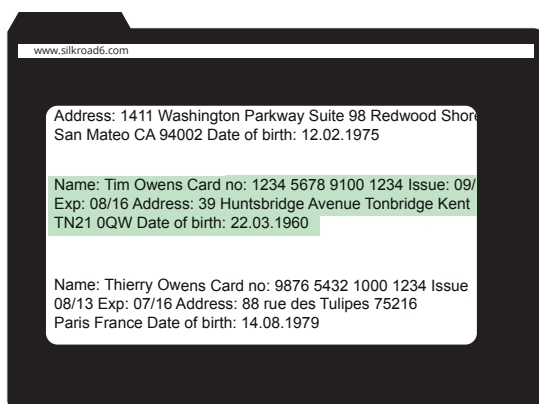 www.silkroad6.com
Address: 1411 Washington Parkway Suite 98 Redwood Shore
San Mateo CA 94002 Date of birth: 12.02.1975
Name: Tim Owens Card no: 1234 5678 9100 1234 Issue: 09/
Exp: 08/16 Address: 39 Huntsbridge Avenue Tonbridge Kent
TN21 0QW Date of birth: 22.03.1960
Name: Thierry Owens Card no: 9876 5432 1000 1234 Issue
08/13 Exp: 07/16 Address: 88 rue des Tulipes 75216
Paris France Date of birth: 14.08.1979